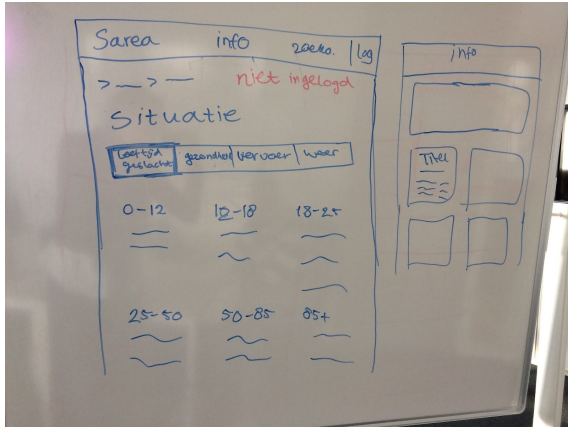 Sarea info zoeken. log
niet ingelogd
situatie
Leeftijd geslacht gezondheid vervoer weer
0-12 12-18 18-25
25-50 50-85 85+
info
Titel